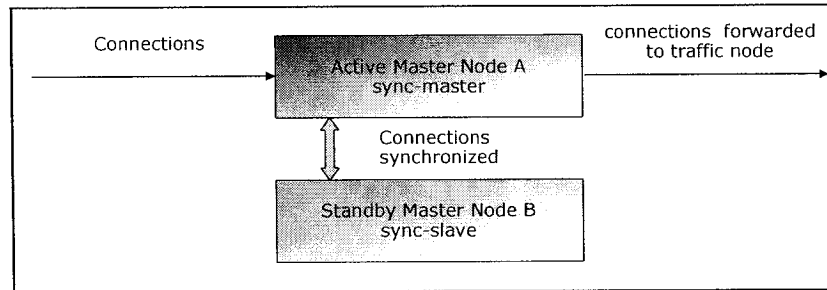 Connections
connections forwarded
to traffic node
Active Master Node A
sync-master
Connections
synchronized
Standby Master Node B
sync-slave